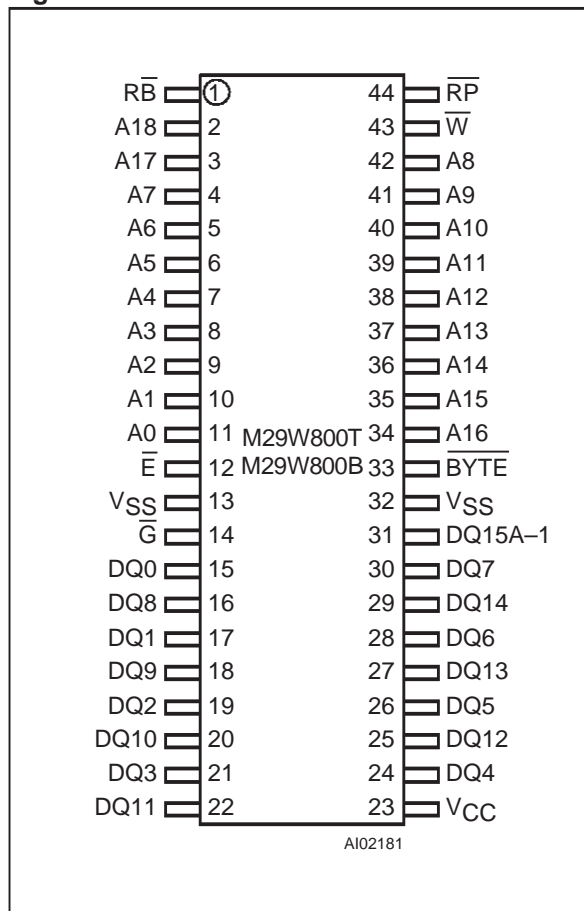 RB̅ 1 44 R̅P̅
A18 2 43 W̅
A17 3 42 A8
A7 4 41 A9
A6 5 40 A10
A5 6 39 A11
A4 7 38 A12
A3 8 37 A13
A2 9 36 A14
A1 10 35 A15
A0 11 M29W800T 34 A16
E̅ 12 M29W800B 33 B̅Y̅T̅E̅
VSS 13 32 VSS
G̅ 14 31 DQ15A–1
DQ0 15 30 DQ7
DQ8 16 29 DQ14
DQ1 17 28 DQ6
DQ9 18 27 DQ13
DQ2 19 26 DQ5
DQ10 20 25 DQ12
DQ3 21 24 DQ4
DQ11 22 23 VCC
AI02181